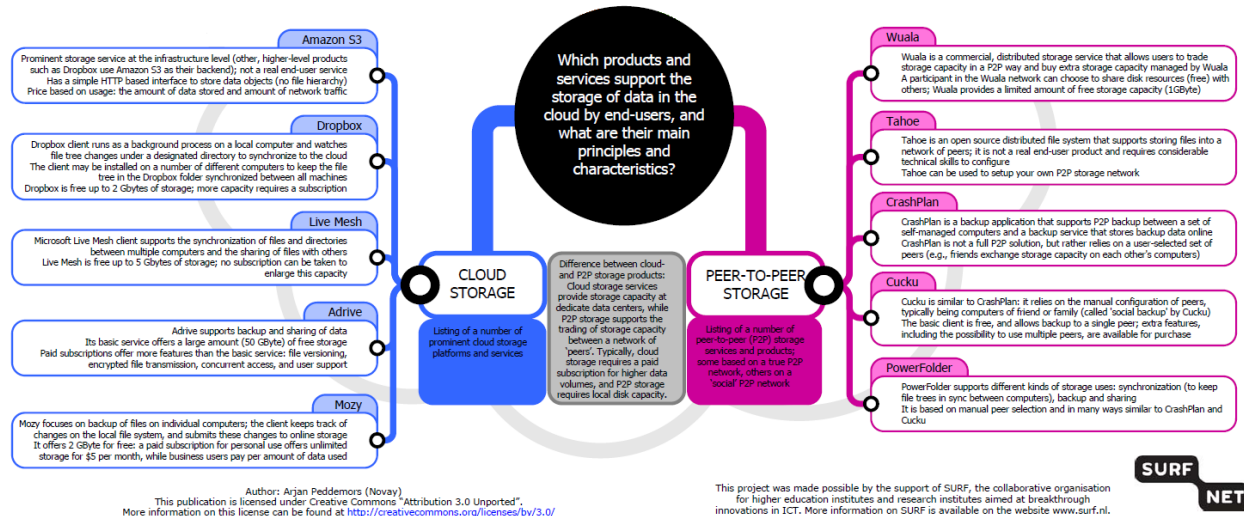 Which products and
services support the
storage of data in the
cloud by end-users, and
what are their main
principles and
characteristics?
Amazon S3
Prominent storage service at the infrastructure level (other, higher-level products
such as Dropbox use Amazon S3 as their backend); not a real end-user service
Has a simple HTTP based interface to store data objects (no file hierarchy)
Price based on usage: the amount of data stored and amount of network traffic
Dropbox
Dropbox client runs as a background process on a local computer and watches
file tree changes under a designated directory to synchronize to the cloud
The client may be installed on a number of different computers to keep the file
tree in the Dropbox folder synchronized between all machines
Dropbox is free up to 2 Gbytes of storage; more capacity requires a subscription
Live Mesh
Microsoft Live Mesh client supports the synchronization of files and directories
between multiple computers and the sharing of files with others
Live Mesh is free up to 5 Gbytes of storage; no subscription can be taken to
enlarge this capacity
Adrive
Adrive supports backup and sharing of data
Its basic service offers a large amount (50 GByte) of free storage
Paid subscriptions offer more features than the basic service: file versioning,
encrypted file transmission, concurrent access, and user support
Mozy
Mozy focuses on backup of files on individual computers; the client keeps track of
changes on the local file system, and submits these changes to online storage
It offers 2 GByte for free: a paid subscription for personal use offers unlimited
storage for $5 per month, while business users pay per amount of data used
CLOUD
STORAGE
Listing of a number of
prominent cloud storage
platforms and services
Difference between cloud-
and P2P storage products:
Cloud storage services
provide storage capacity at
dedicate data centers, while
P2P storage supports the
trading of storage capacity
between a network of
'peers'. Typically, cloud
storage requires a paid
subscription for higher data
volumes, and P2P storage
requires local disk capacity.
PEER-TO-PEER
STORAGE
Listing of a number of
peer-to-peer (P2P) storage
services and products;
some based on a true P2P
network, others on a
'social' P2P network
Wuala
Wuala is a commercial, distributed storage service that allows users to trade
storage capacity in a P2P way and buy extra storage capacity managed by Wuala
A participant in the Wuala network can choose to share disk resources (free) with
others; Wuala provides a limited amount of free storage capacity (1GByte)
Tahoe
Tahoe is an open source distributed file system that supports storing files into a
network of peers; it is not a real end-user product and requires considerable
technical skills to configure
Tahoe can be used to setup your own P2P storage network
CrashPlan
CrashPlan is a backup application that supports P2P backup between a set of
self-managed computers and a backup service that stores backup data online
CrashPlan is not a full P2P solution, but rather relies on a user-selected set of
peers (e.g., friends exchange storage capacity on each other's computers)
Cucku
Cucku is similar to CrashPlan: it relies on the manual configuration of peers,
typically being computers of friend or family (called 'social backup' by Cucku)
The basic client is free, and allows backup to a single peer; extra features,
including the possibility to use multiple peers, are available for purchase
PowerFolder
PowerFolder supports different kinds of storage uses: synchronization (to keep
file trees in sync between computers), backup and sharing
It is based on manual peer selection and in many ways similar to CrashPlan and
Cucku
Author: Arjan Peddemors (Novay)
This publication is licensed under Creative Commons "Attribution 3.0 Unported".
More information on this license can be found at http://creativecommons.org/licenses/by/3.0/
This project was made possible by the support of SURF, the collaborative organisation
for higher education institutes and research institutes aimed at breakthrough
innovations in ICT. More information on SURF is available on the website www.surf.nl.
SURF
NET